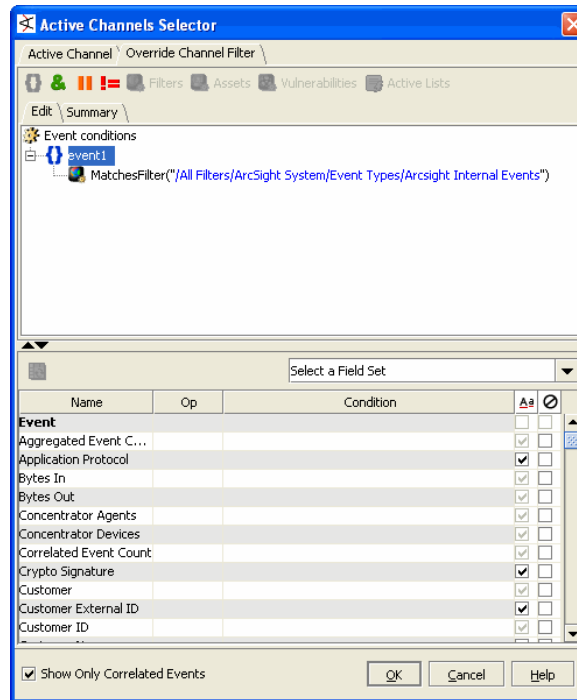 Active Channels Selector
Active Channel Override Channel Filter
{} & || != Filters Assets Vulnerabilities Active Lists
Edit Summary
Event conditions
{} event1
MatchesFilter("/All Filters/ArcSight System/Event Types/Arcsight Internal Events")
Select a Field Set
Name Op Condition Aa
Event
Aggregated Event C...
Application Protocol
Bytes In
Bytes Out
Concentrator Agents
Concentrator Devices
Correlated Event Count
Crypto Signature
Customer
Customer External ID
Customer ID
Show Only Correlated Events OK Cancel Help